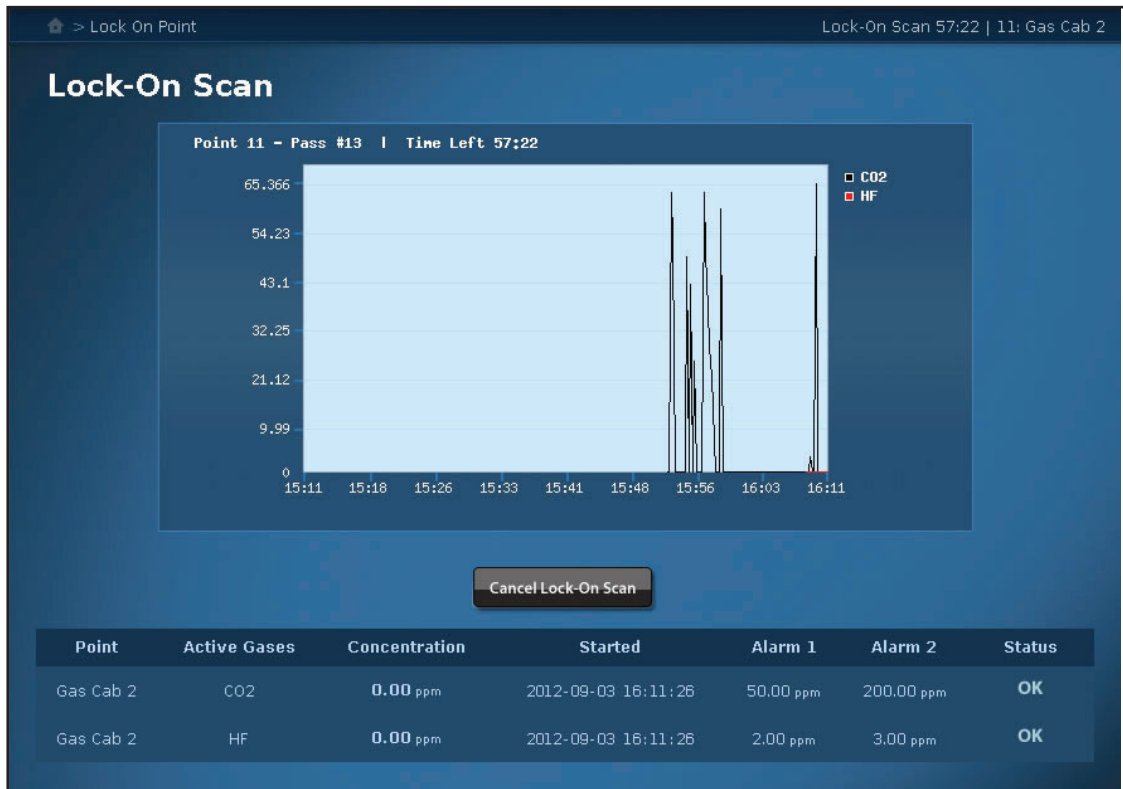 > Lock On Point
Lock-On Scan 57:22 | 11: Gas Cab 2
Lock-On Scan
Point 11 - Pass #13 | Time Left 57:22
65.366
54.23
43.1
32.25
21.12
9.99
0
15:11 15:18 15:26 15:33 15:41 15:48 15:56 16:03 16:11
CO2
HF
Cancel Lock-On Scan
Point Active Gases Concentration Started Alarm 1 Alarm 2 Status
Gas Cab 2 CO2 0.00 ppm 2012-09-03 16:11:26 50.00 ppm 200.00 ppm OK
Gas Cab 2 HF 0.00 ppm 2012-09-03 16:11:26 2.00 ppm 3.00 ppm OK